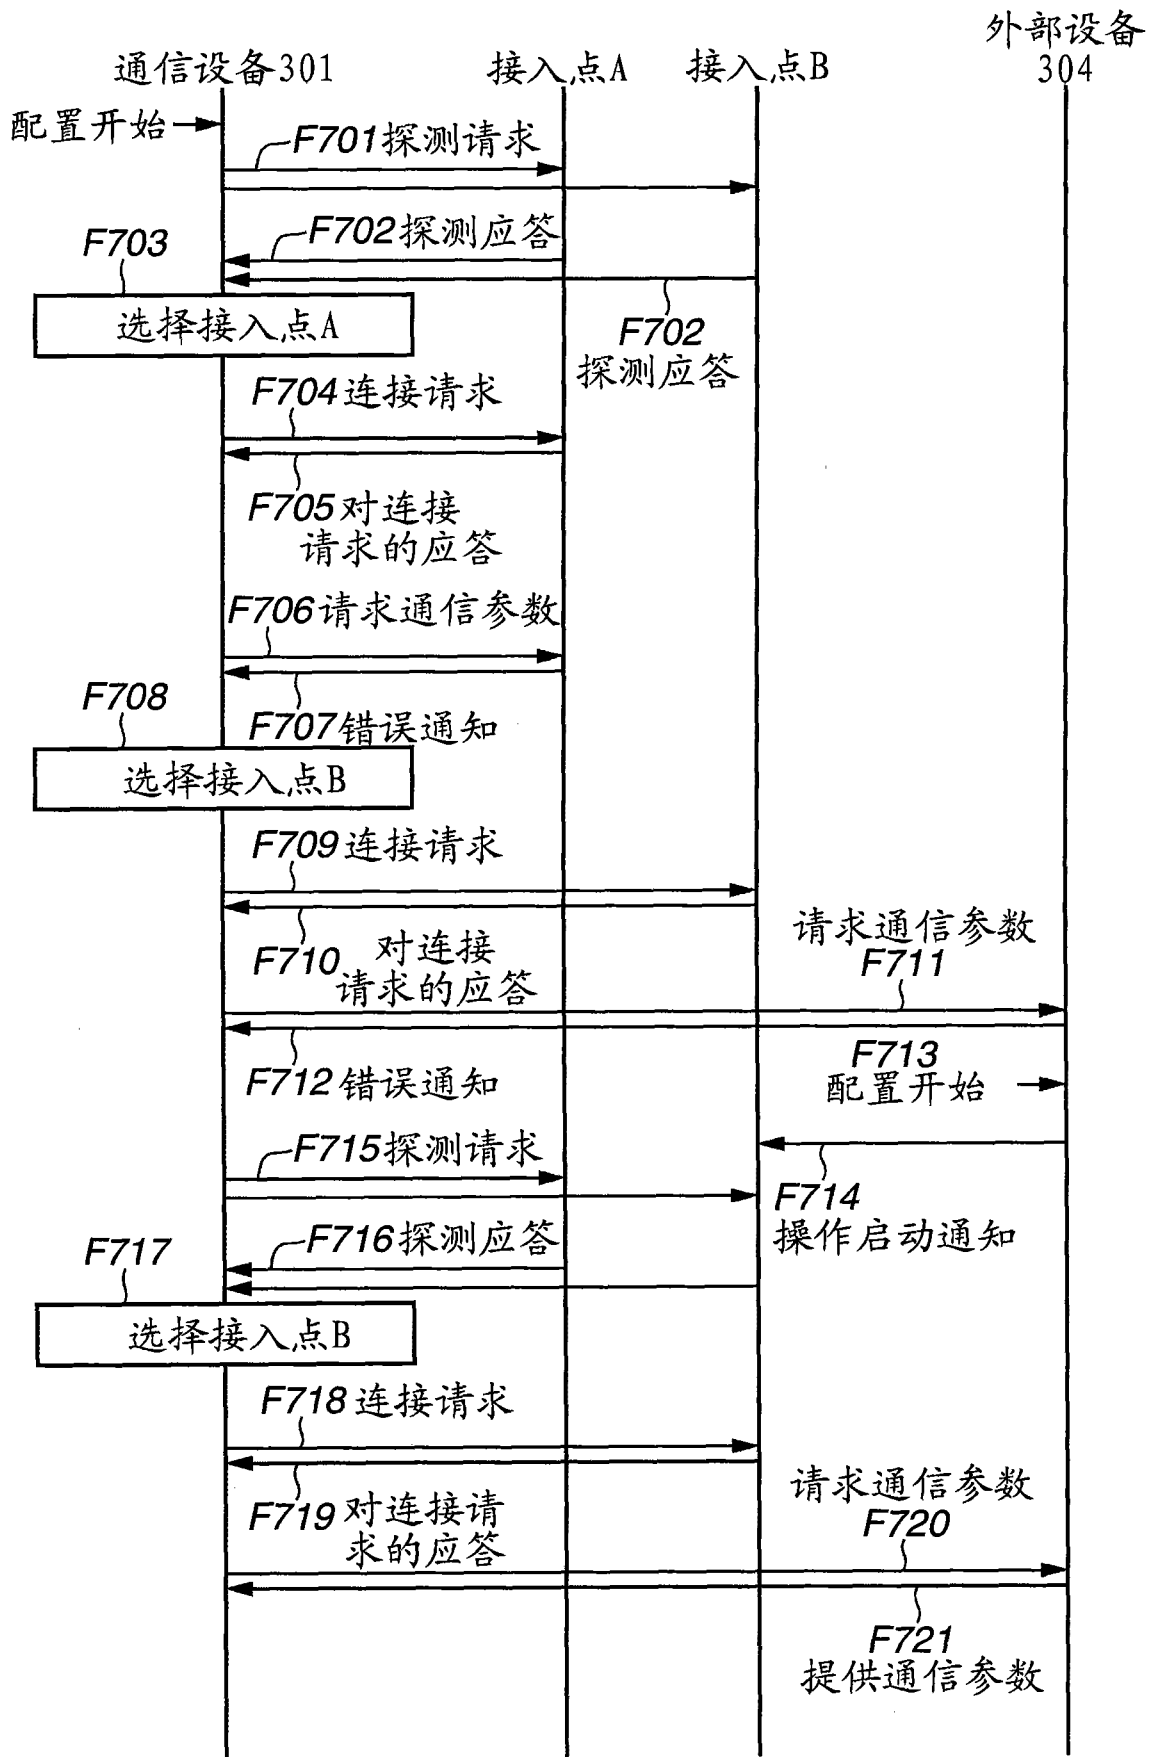 通信设备301
接入点A
接入点B
外部设备
304
配置开始
F701探测请求
F702探测应答
F703
选择接入点A
F702
探测应答
F704连接请求
F705对连接
请求的应答
F706请求通信参数
F707错误通知
F708
选择接入点B
F709连接请求
F710 对连接
请求的应答
请求通信参数
F711
F712错误通知
F713
配置开始
F714
操作启动通知
F715探测请求
F716探测应答
F717
选择接入点B
F718连接请求
F719对连接请
求的应答
请求通信参数
F720
F721
提供通信参数